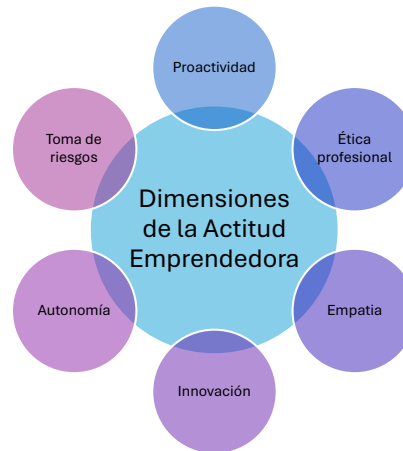 Proactividad
Toma de
riesgos
Ética
profesional
Dimensiones
de la Actitud
Emprendedora
Autonomía
Empatia
Innovación